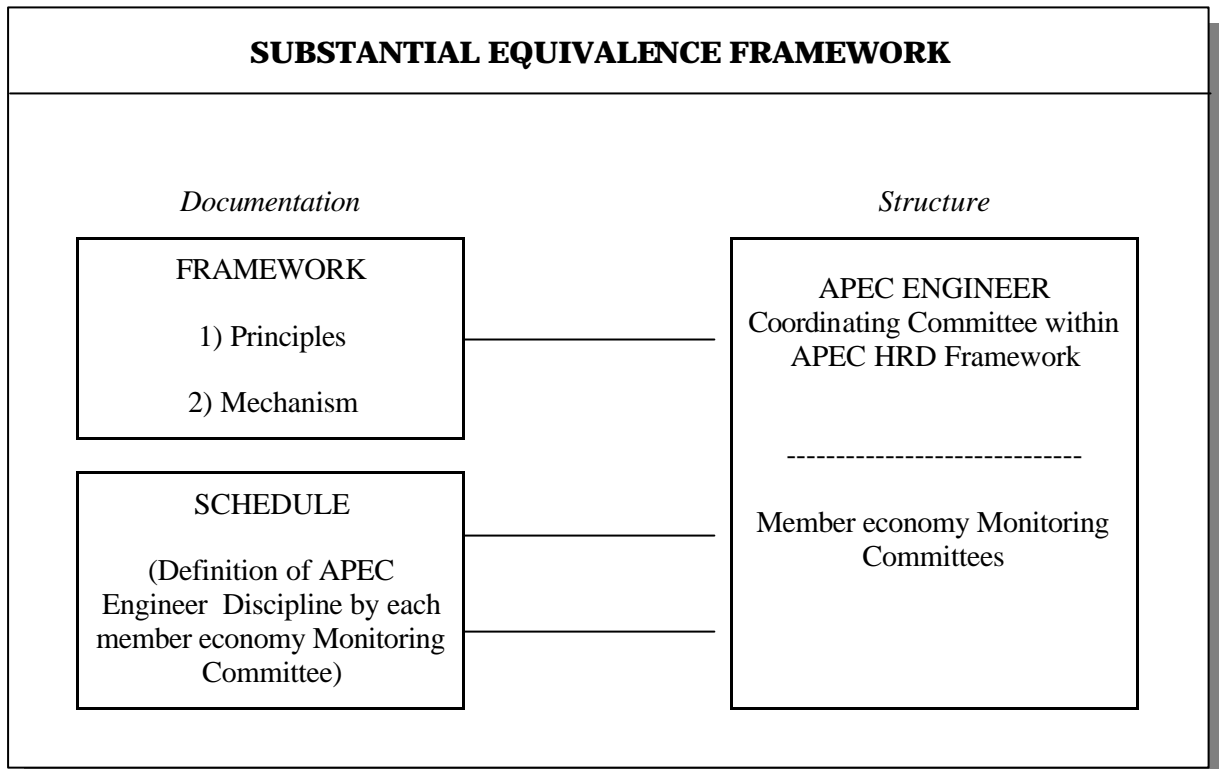 SUBSTANTIAL EQUIVALENCE FRAMEWORK
Documentation
FRAMEWORK
1) Principles
2) Mechanism
SCHEDULE
(Definition of APEC
Engineer Discipline by each
member economy Monitoring
Committee)
Structure
APEC ENGINEER
Coordinating Committee within
APEC HRD Framework
------------------------------
Member economy Monitoring
Committees